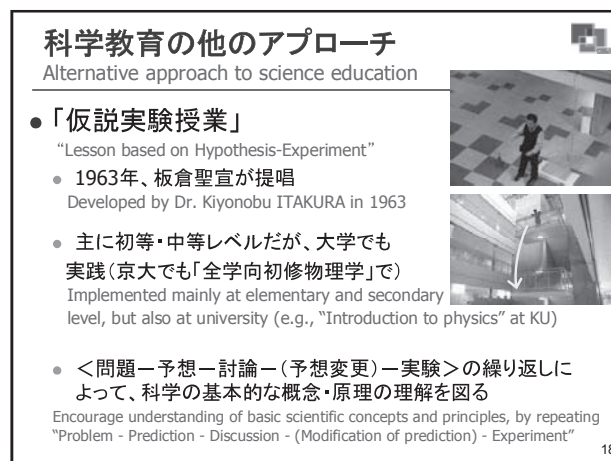 科学教育の他のアプローチ
Alternative approach to science education
●「仮説実験授業」
“Lesson based on Hypothesis-Experiment”
● 1963年、板倉聖宣が提唱
Developed by Dr. Kiyonobu ITAKURA in 1963
● 主に初等・中等レベルだが、大学でも
実践（京大でも「全学向初修物理学」で）
Implemented mainly at elementary and secondary
level, but also at university (e.g., “Introduction to physics” at KU)
● ＜問題－予想－討論－（予想変更）－実験＞の繰り返しに
よって、科学の基本的な概念・原理の理解を図る
Encourage understanding of basic scientific concepts and principles, by repeating
“Problem - Prediction - Discussion - (Modification of prediction) - Experiment”
18